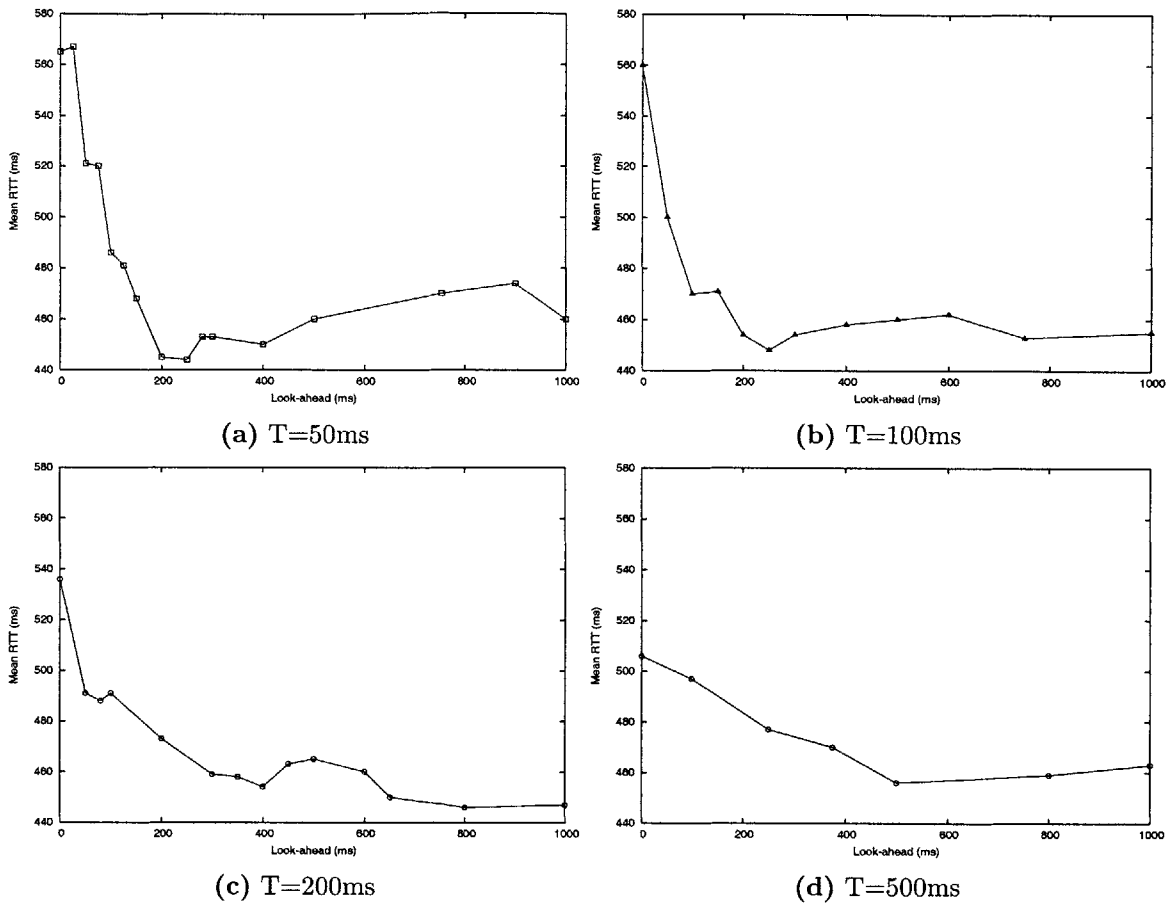 580
560
540
520
500
480
460
440
Mean RTT (ms)
0 200 400 600 800 1000
Look-ahead (ms)
(a) T=50ms
580
560
540
520
500
480
460
440
Mean RTT (ms)
0 200 400 600 800 1000
Look-ahead (ms)
(b) T=100ms
580
560
540
520
500
480
460
440
Mean RTT (ms)
0 200 400 600 800 1000
Look-ahead (ms)
(c) T=200ms
580
560
540
520
500
480
460
440
Mean RTT (ms)
0 200 400 600 800 1000
Look-ahead (ms)
(d) T=500ms